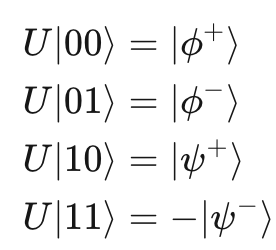 U|00⟩ = |ϕ⁺⟩
U|01⟩ = |ϕ⁻⟩
U|10⟩ = |ψ⁺⟩
U|11⟩ = −|ψ⁻⟩